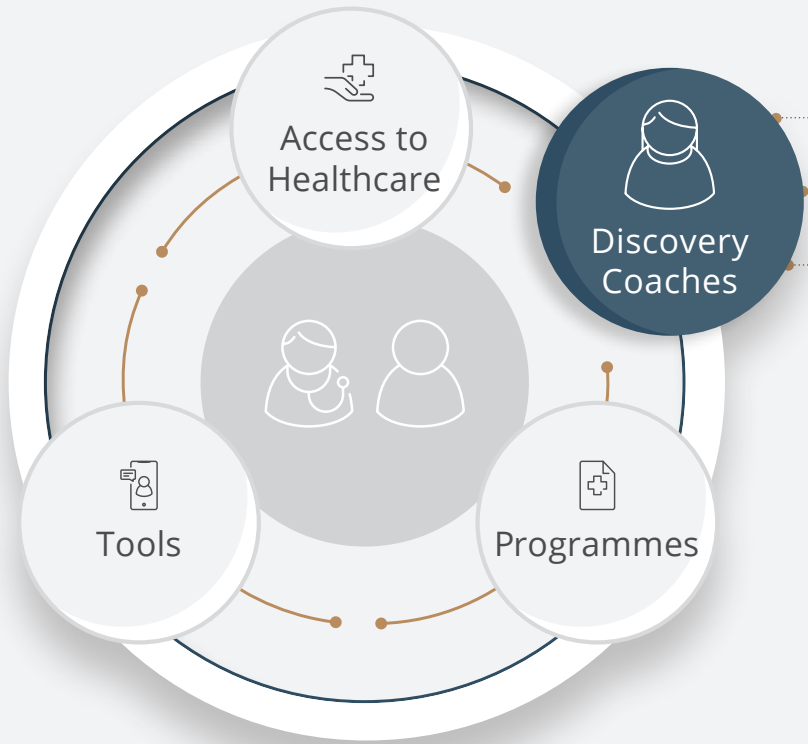 Access to
Healthcare
Discovery
Coaches
Tools
Programmes